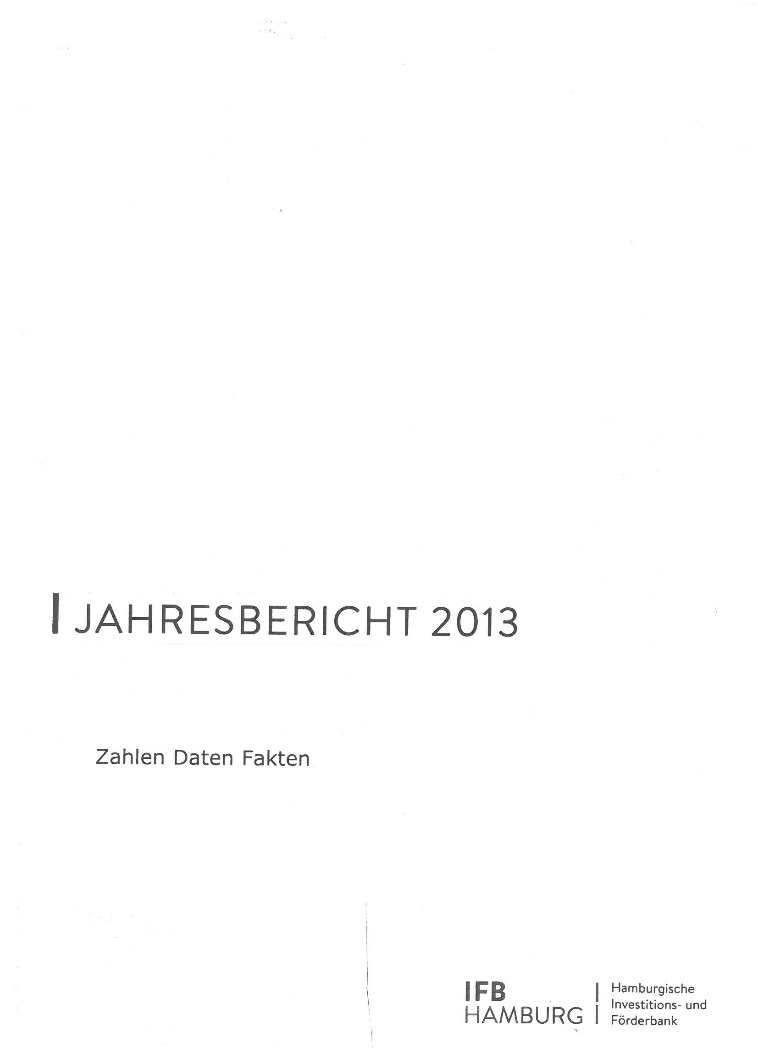 JAHRESBERICHT 2013
Zahlen Daten Fakten
IFB
HAMBURG
Hamburgische
Investitions- und
Förderbank